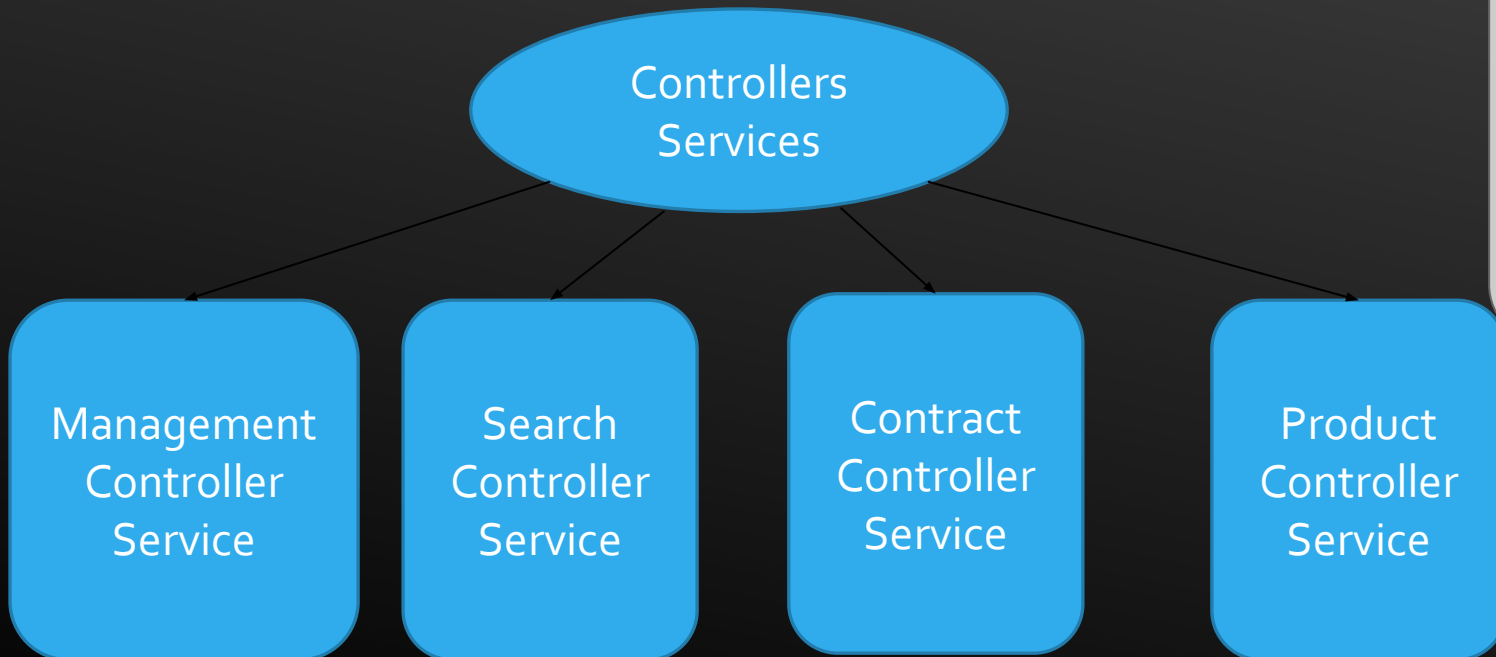 Controllers
Services
Management
Controller
Service
Search
Controller
Service
Contract
Controller
Service
Product
Controller
Service